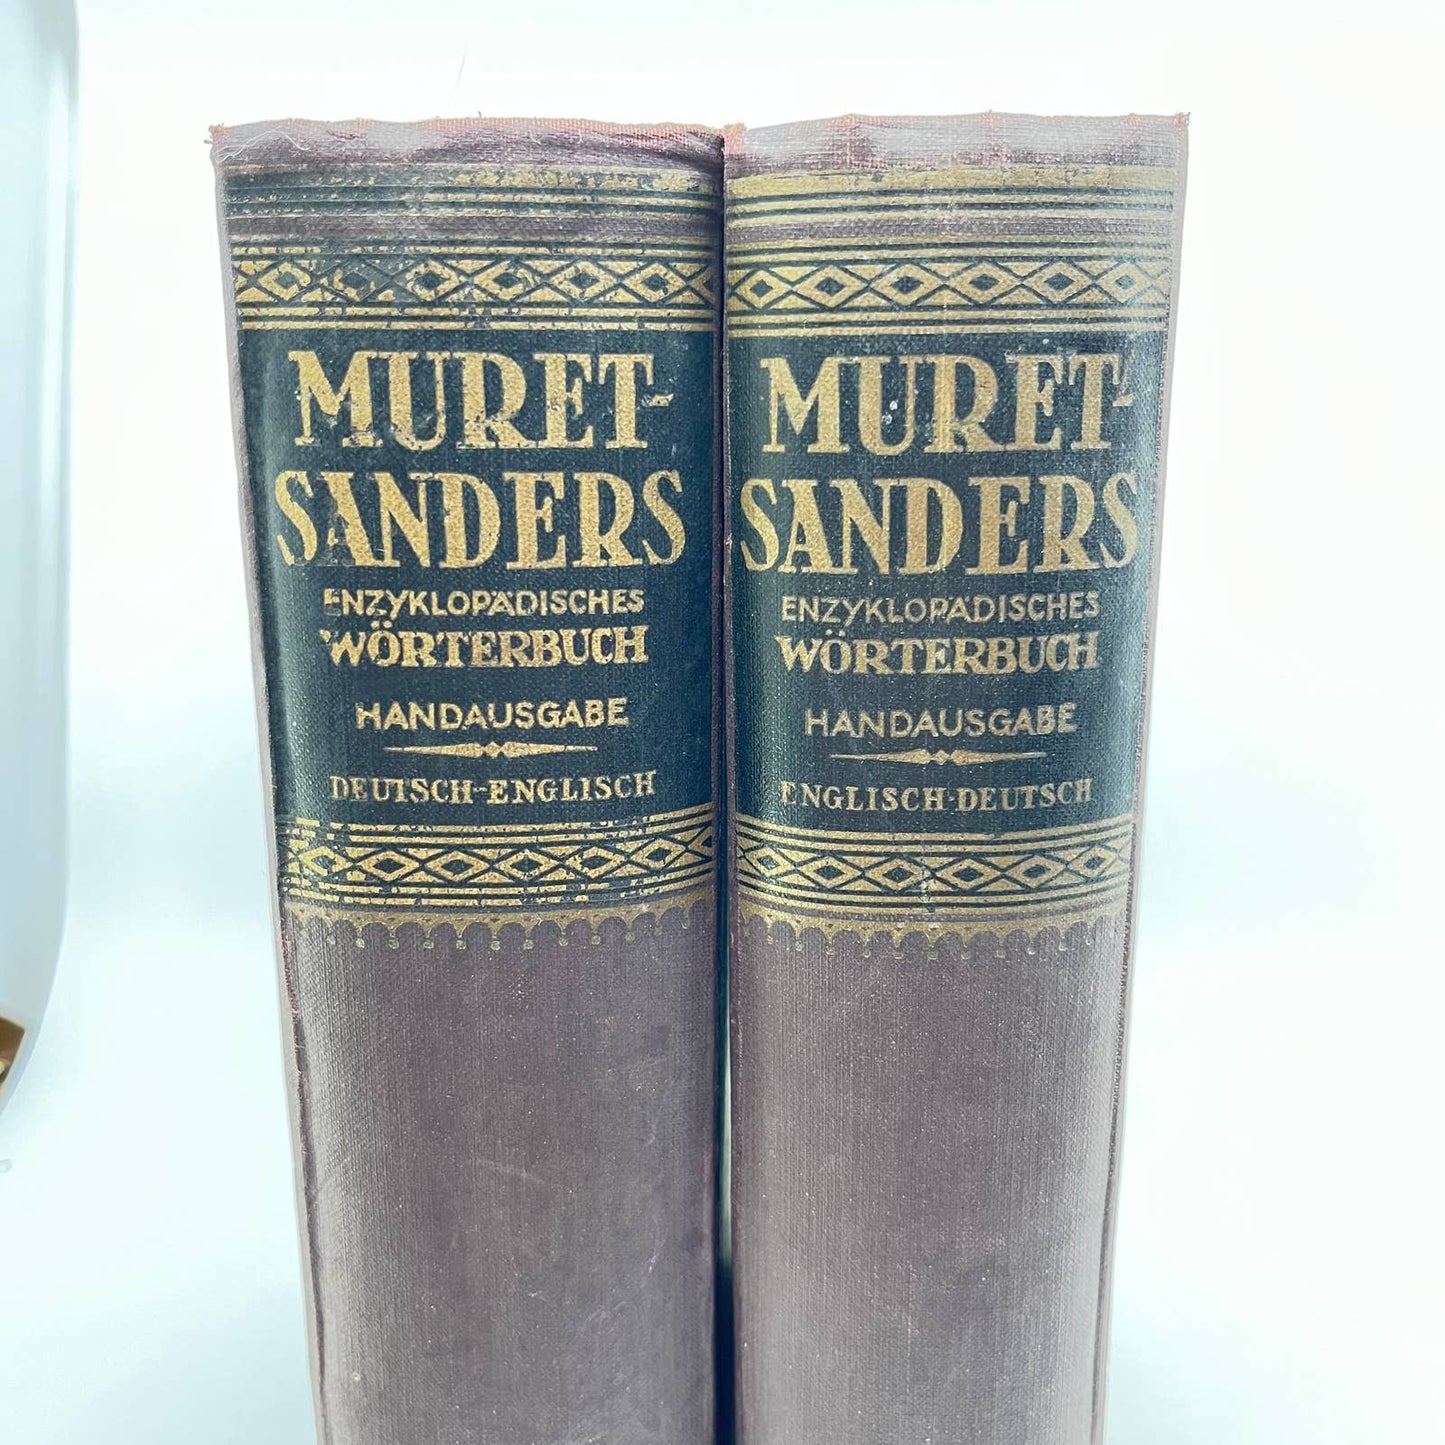 MURET-
SANDERS
ENZYKLOPÄDISCHES
WÖRTERBUCH
HANDAUSGABE
DEUTSCH-ENGLISCH
MURET-
SANDERS
ENZYKLOPÄDISCHES
WÖRTERBUCH
HANDAUSGABE
ENGLISCH-DEUTSCH